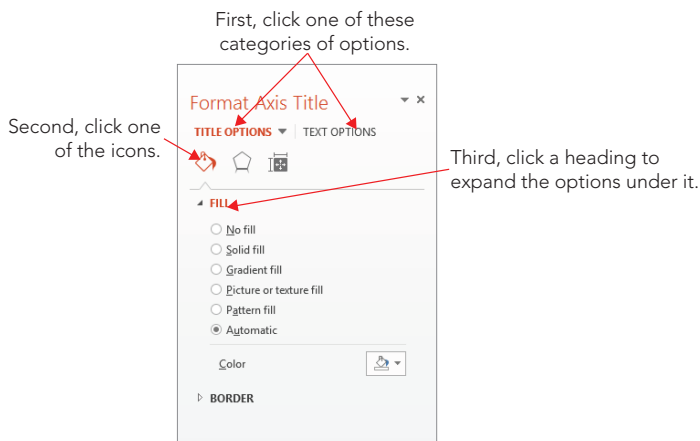 First, click one of these
categories of options.
Format Axis Title
TITLE OPTIONS
TEXT OPTIONS
Second, click one
of the icons.
Third, click a heading to
expand the options under it.
FILL
No fill
Solid fill
Gradient fill
Picture or texture fill
Pattern fill
Automatic
Color
BORDER